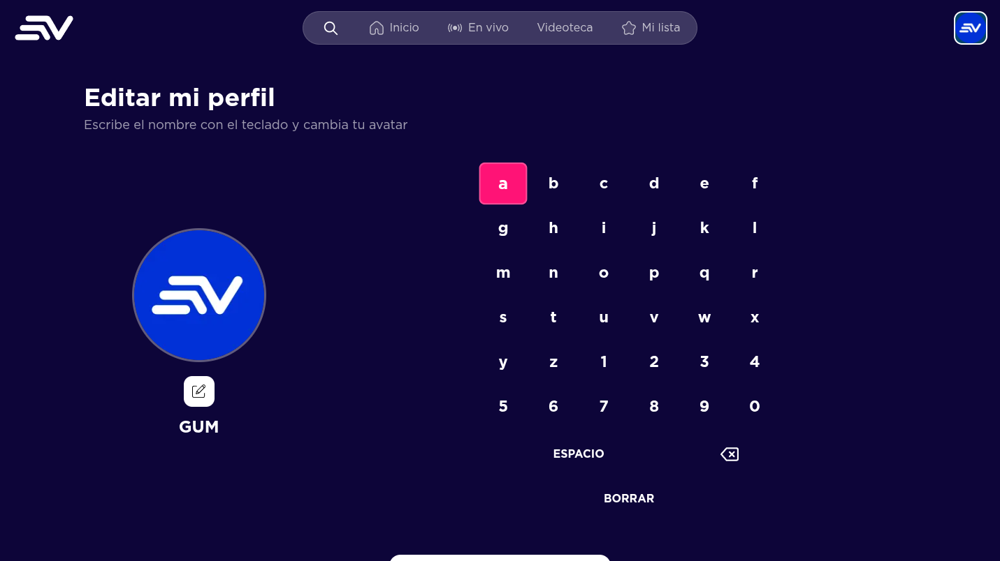 Inicio En vivo Videoteca Mi lista
Editar mi perfil
Escribe el nombre con el teclado y cambia tu avatar
a b c d e f
g h i j k l
m n o p q r
s t u v w x
y z 1 2 3 4
5 6 7 8 9 0
GUM
ESPACIO
BORRAR